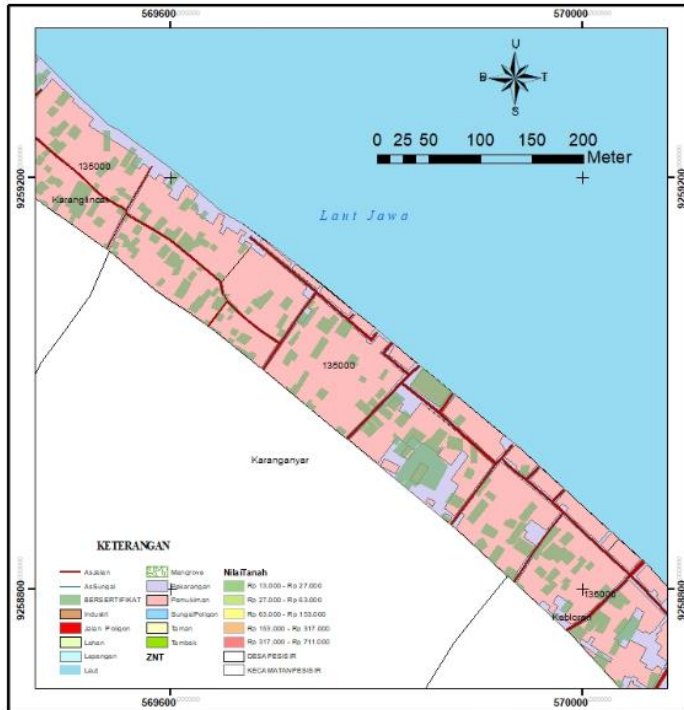 569600
570000
U
B T
S
0 25 50 100 150 200
Meter
9259200
9259200
135000
Laut Jawa
135000
Karanganyar
KETERANGAN
AsJalan
AsSungai
BERSERTIFIKAT
Industri
Jalan Poligon
Lahan
Lapangan
Laut
Mangrove
Pekarangan
Pemukiman
SungaiPoligon
Taman
Tambak
ZNT
NilaiTanah
Rp 13.000 - Rp 27.000
Rp 27.000 - Rp 63.000
Rp 63.000 - Rp 153.000
Rp 153.000 - Rp 317.000
Rp 317.000 - Rp 711.000
DESAPESISIR
KECAMATANPESISIR
135000
9258800
9258800
569600
570000